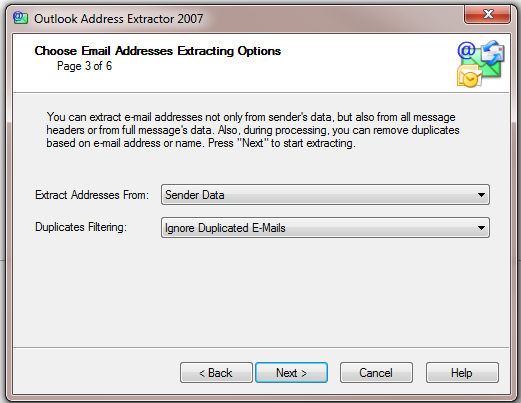 Outlook Address Extractor 2007
Choose Email Addresses Extracting Options
Page 3 of 6
You can extract e-mail addresses not only from sender's data, but also from all message
headers or from full message's data. Also, during processing, you can remove duplicates
based on e-mail address or name. Press "Next" to start extracting.
Extract Addresses From: Sender Data
Duplicates Filtering: Ignore Duplicated E-Mails
< Back Next > Cancel Help